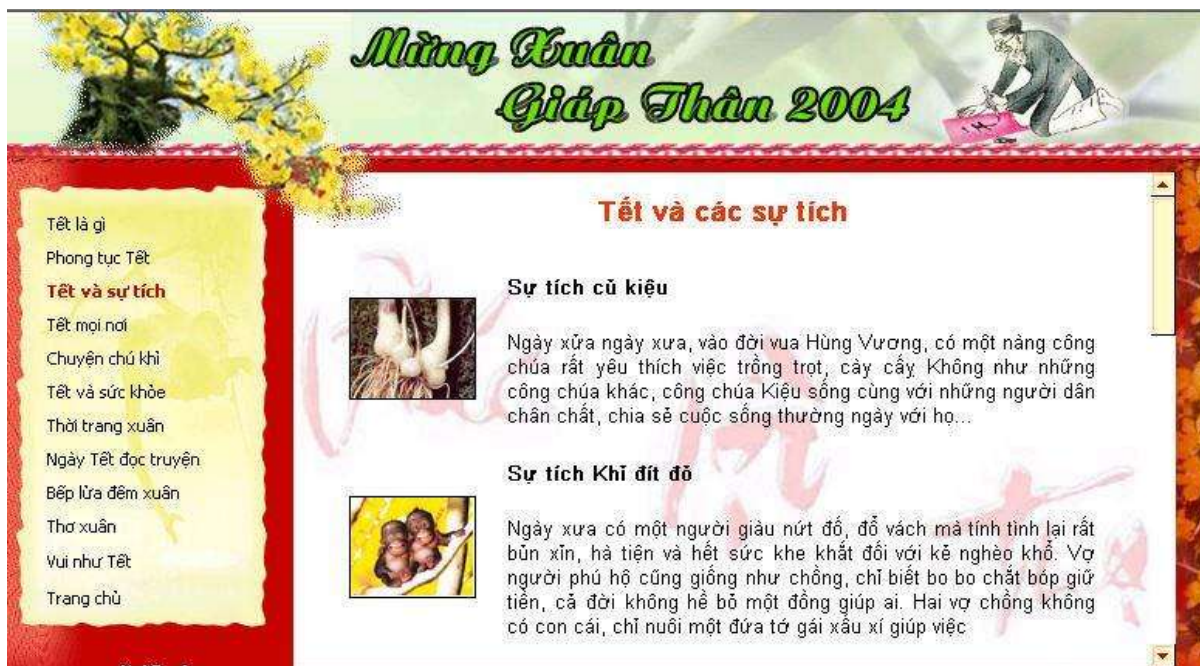 Mừng Xuân
Giáp Thân 2004
Tết là gì
Phong tục Tết
Tết và sự tích
Tết mọi nơi
Chuyện chú khỉ
Tết và sức khỏe
Thời trang xuân
Ngày Tết đọc truyện
Bếp lửa đêm xuân
Thơ xuân
Vui như Tết
Trang chủ
Tết và các sự tích
Sự tích củ kiệu
Ngày xửa ngày xưa, vào đời vua Hùng Vương, có một nàng công
chúa rất yêu thích việc trồng trọt, cày cấy. Không như những
công chúa khác, công chúa Kiệu sống cùng với những người dân
chân chất, chia sẻ cuộc sống thường ngày với họ...
Sự tích Khỉ đít đỏ
Ngày xưa có một người giàu nứt đố, đổ vách mà tính tình lại rất
bủn xỉn, hà tiện và hết sức khe khắt đối với kẻ nghèo khổ. Vợ
người phú hộ cũng giống như chồng, chỉ biết bo bo chắt bóp giữ
tiền, cả đời không hề bỏ một đồng giúp ai. Hai vợ chồng không
có con cái, chỉ nuôi một đứa tớ gái xấu xí giúp việc